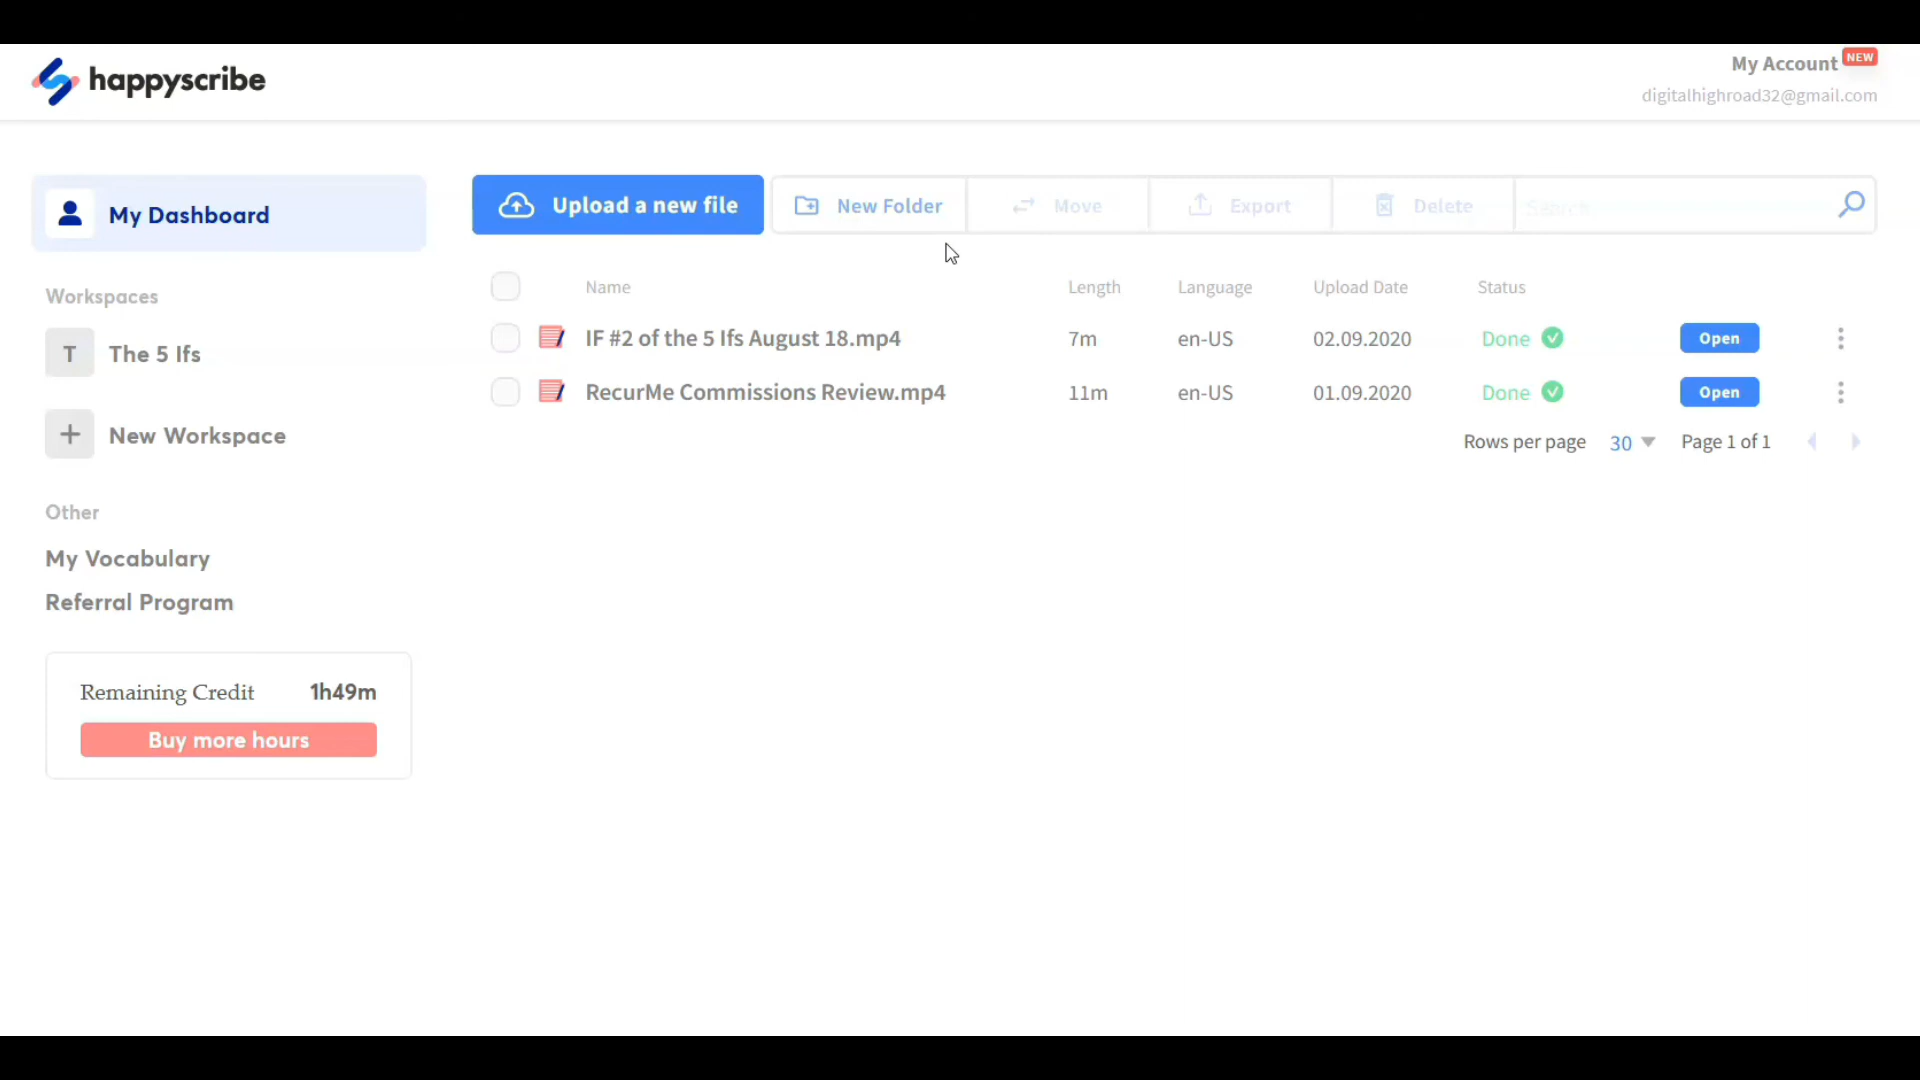 happyscribe
My Account NEW
digitalhighroad32@gmail.com
My Dashboard
Workspaces
T The 5 Ifs
New Workspace
Other
My Vocabulary
Referral Program
Remaining Credit 1h49m
Buy more hours
Upload a new file New Folder Move Export Delete Search
Name Length Language Upload Date Status
IF #2 of the 5 Ifs August 18.mp4 7m en-US 02.09.2020 Done Open
RecurMe Commissions Review.mp4 11m en-US 01.09.2020 Done Open
Rows per page 30 Page 1 of 1